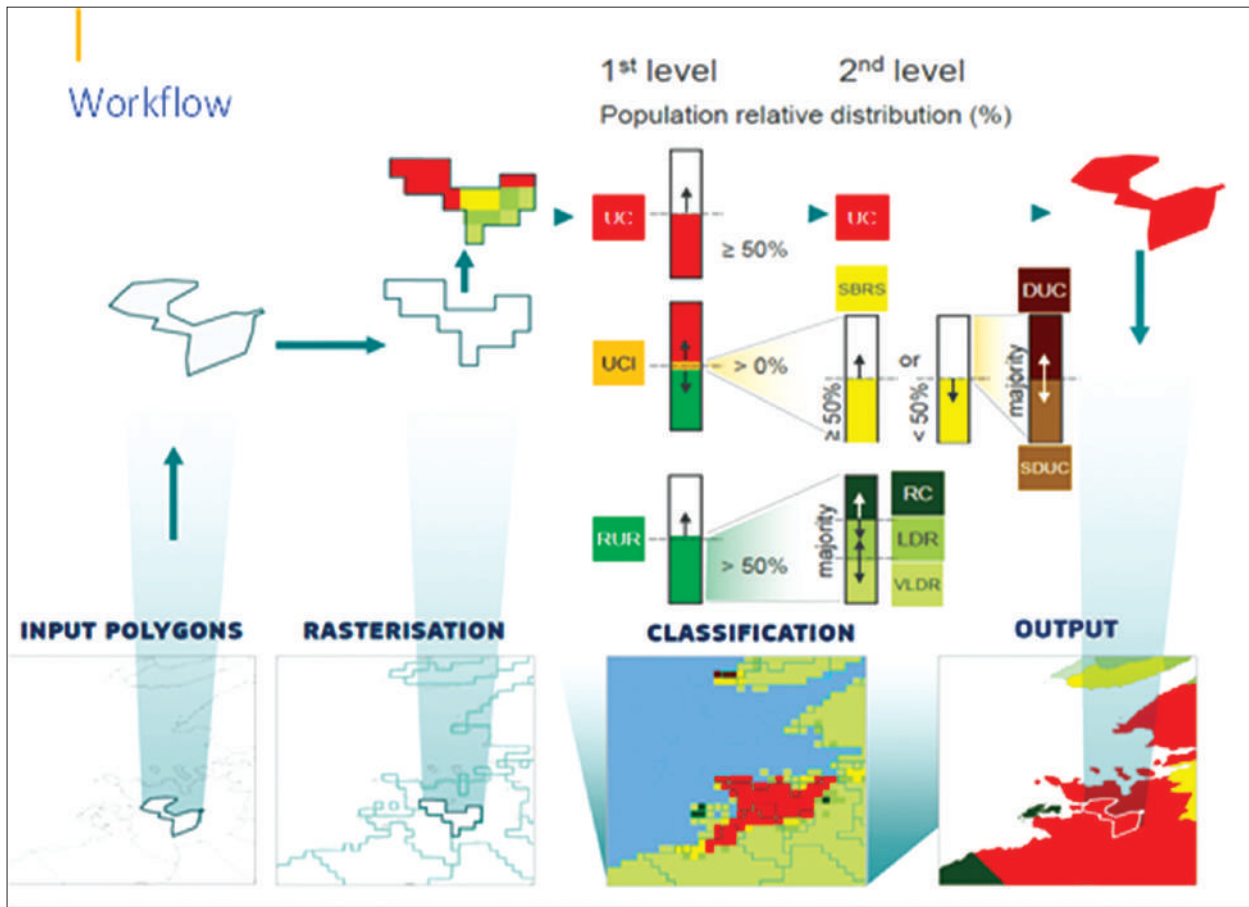 Workflow
1st level
2nd level
Population relative distribution (%)
UC
≥ 50%
UC
SBRS
DUC
UCI
> 0%
≥ 50%
or
< 50%
majority
SDUC
RUR
> 50%
majority
RC
LDR
VLDR
INPUT POLYGONS
RASTERISATION
CLASSIFICATION
OUTPUT